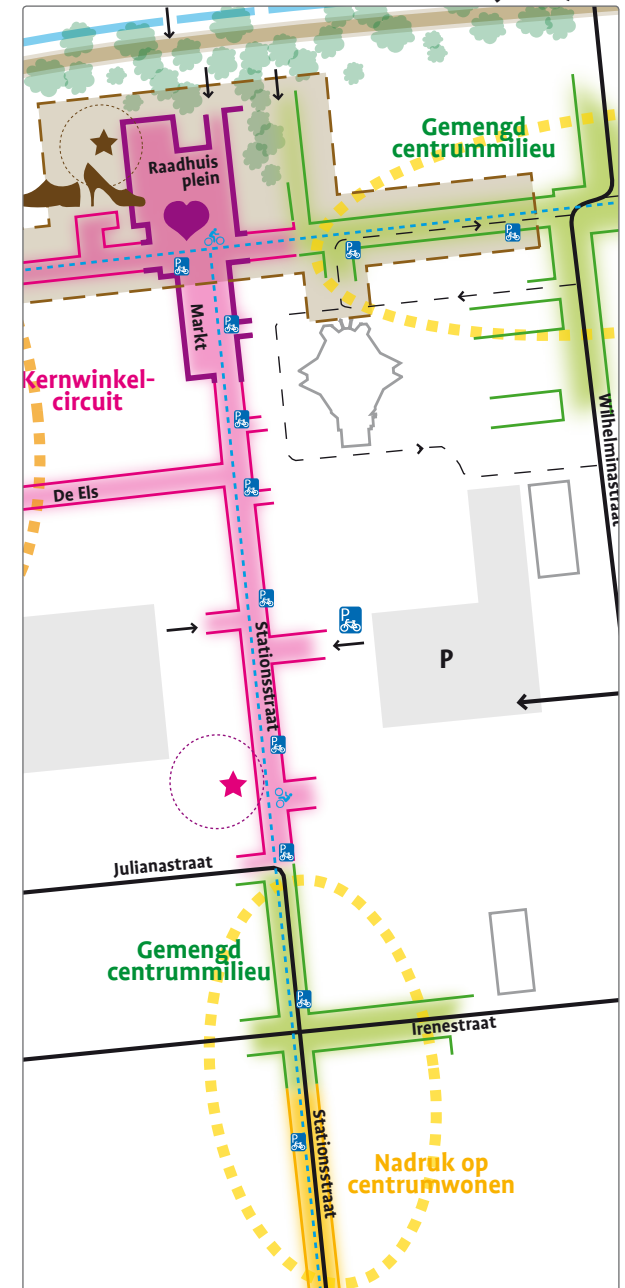 Gemengd
centrummilieu
Raadhuis
plein
P
P
P
Markt
P
Kernwinkel-
circuit
P
Wilhelminastraat
De Els
P
P
P
Stationsstraat
P
P
Julianastraat
P
Gemengd
centrummilieu
P
Irenestraat
Stationsstraat
P
Nadruk op
centrumwonen